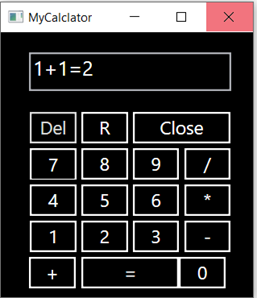 MyCalclator
1+1=2
Del R Close
7 8 9 /
4 5 6 *
1 2 3 -
+ = 0